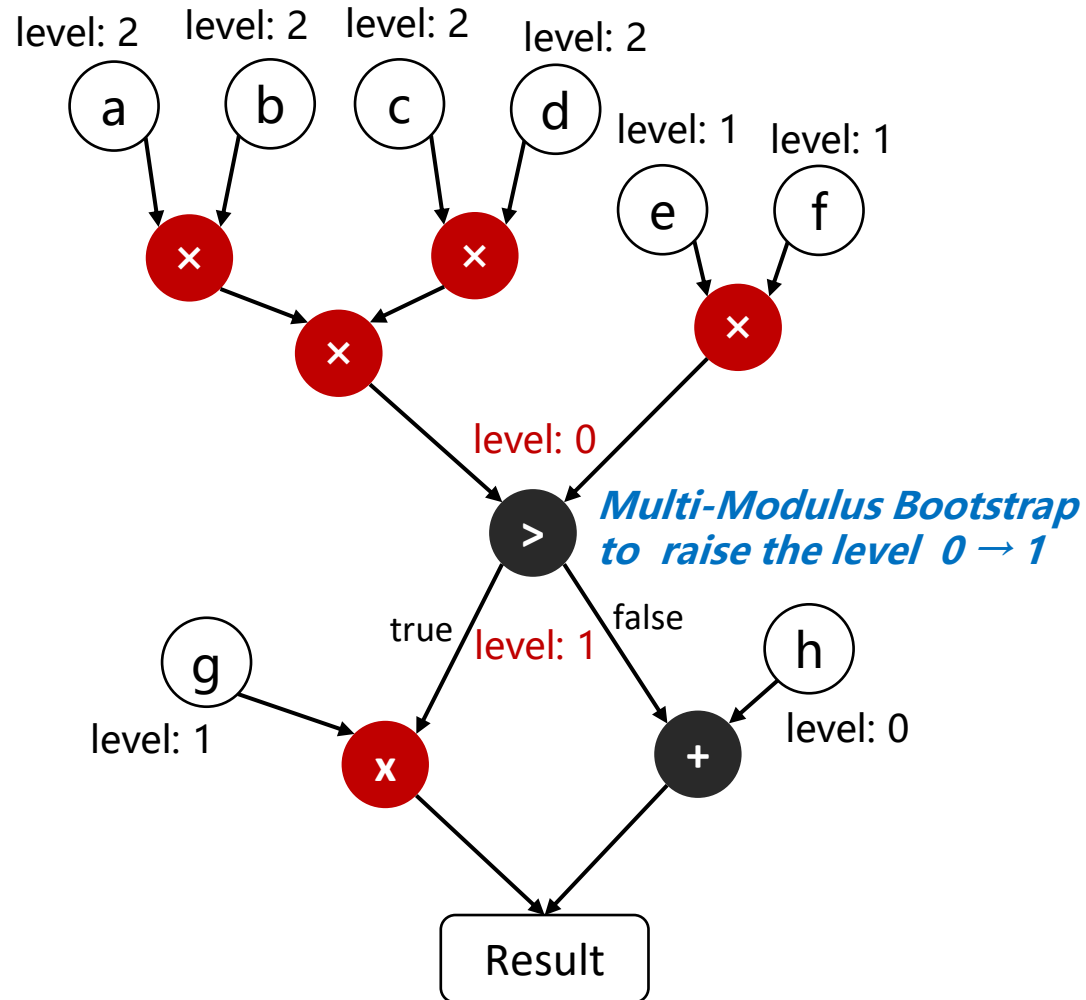 level: 2
level: 2
level: 2
level: 2
a
b
c
d
level: 1
level: 1
e
f
×
×
×
×
level: 0
>
Multi-Modulus Bootstrap
to raise the level 0 → 1
true
level: 1
false
g
h
level: 1
level: 0
x
+
Result